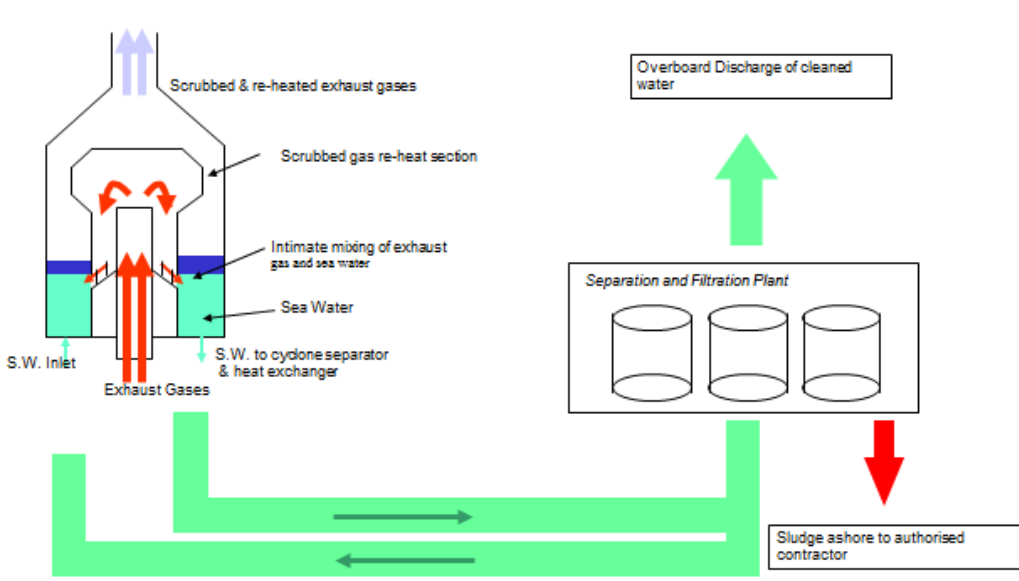 Scrubbed & re-heated exhaust gases
Scrubbed gas re-heat section
Intimate mixing of exhaust
gas and sea water
Sea Water
S.W. Inlet
S.W. to cyclone separator
& heat exchanger
Exhaust Gases
Overboard Discharge of cleaned
water
Separation and Filtration Plant
Sludge ashore to authorised
contractor